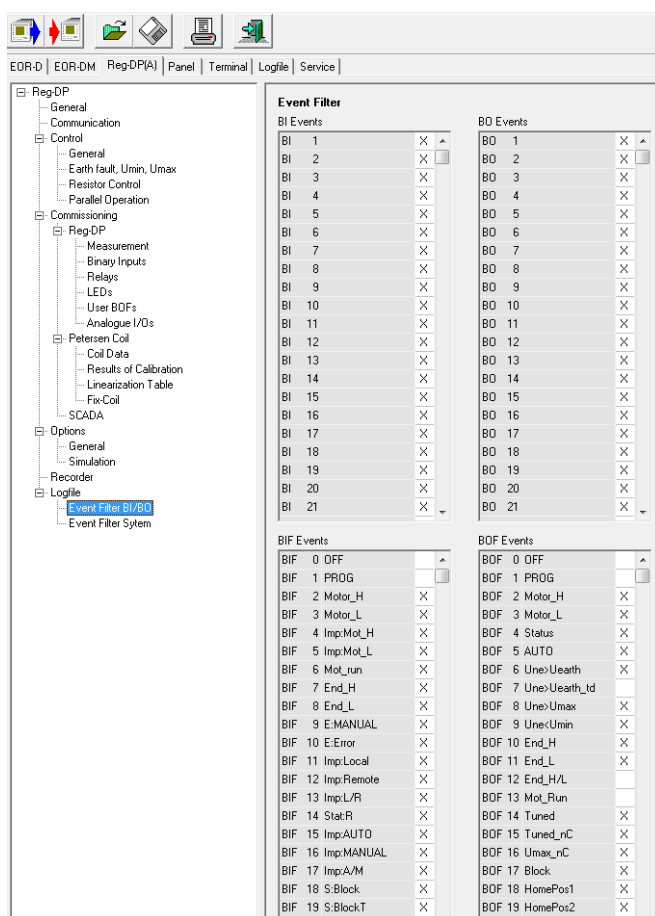 EOR-D EOR-DM Reg-DP(A) Panel Terminal Logfile Service
Reg-DP
General
Communication
Control
General
Earth fault, Umin, Umax
Resistor Control
Parallel Operation
Commissioning
Reg-DP
Measurement
Binary Inputs
Relays
LEDs
User BOFs
Analogue I/Os
Petersen Coil
Coil Data
Results of Calibration
Linearization Table
Fix-Coil
SCADA
Options
General
Simulation
Recorder
Logfile
Event Filter BI/BO
Event Filter Sytem
Event Filter
BI Events
BI 1 X
BI 2 X
BI 3 X
BI 4 X
BI 5 X
BI 6 X
BI 7 X
BI 8 X
BI 9 X
BI 10 X
BI 11 X
BI 12 X
BI 13 X
BI 14 X
BI 15 X
BI 16 X
BI 17 X
BI 18 X
BI 19 X
BI 20 X
BI 21 X
BO Events
BO 1 X
BO 2 X
BO 3 X
BO 4 X
BO 5 X
BO 6 X
BO 7 X
BO 8 X
BO 9 X
BO 10 X
BO 11 X
BO 12 X
BO 13 X
BO 14 X
BO 15 X
BO 16 X
BO 17 X
BO 18 X
BO 19 X
BO 20 X
BO 21 X
BIF Events
BIF 0 OFF
BIF 1 PROG
BIF 2 Motor_H X
BIF 3 Motor_L X
BIF 4 Imp:Mot_H X
BIF 5 Imp:Mot_L X
BIF 6 Mot_run X
BIF 7 End_H X
BIF 8 End_L X
BIF 9 E:MANUAL X
BIF 10 E:Error X
BIF 11 Imp:Local X
BIF 12 Imp:Remote X
BIF 13 Imp:L/R X
BIF 14 Stat:R X
BIF 15 Imp:AUTO X
BIF 16 Imp:MANUAL X
BIF 17 Imp:A/M X
BIF 18 S:Block X
BIF 19 S:BlockT X
BOF Events
BOF 0 OFF
BOF 1 PROG
BOF 2 Motor_H X
BOF 3 Motor_L X
BOF 4 Status X
BOF 5 AUTO X
BOF 6 Une>Uearth X
BOF 7 Une>Uearth_td
BOF 8 Une>Umax X
BOF 9 Une<Umin X
BOF 10 End_H X
BOF 11 End_L X
BOF 12 End_H/L
BOF 13 Mot_Run
BOF 14 Tuned X
BOF 15 Tuned_nC X
BOF 16 Umax_nC X
BOF 17 Block X
BOF 18 HomePos1 X
BOF 19 HomePos2 X